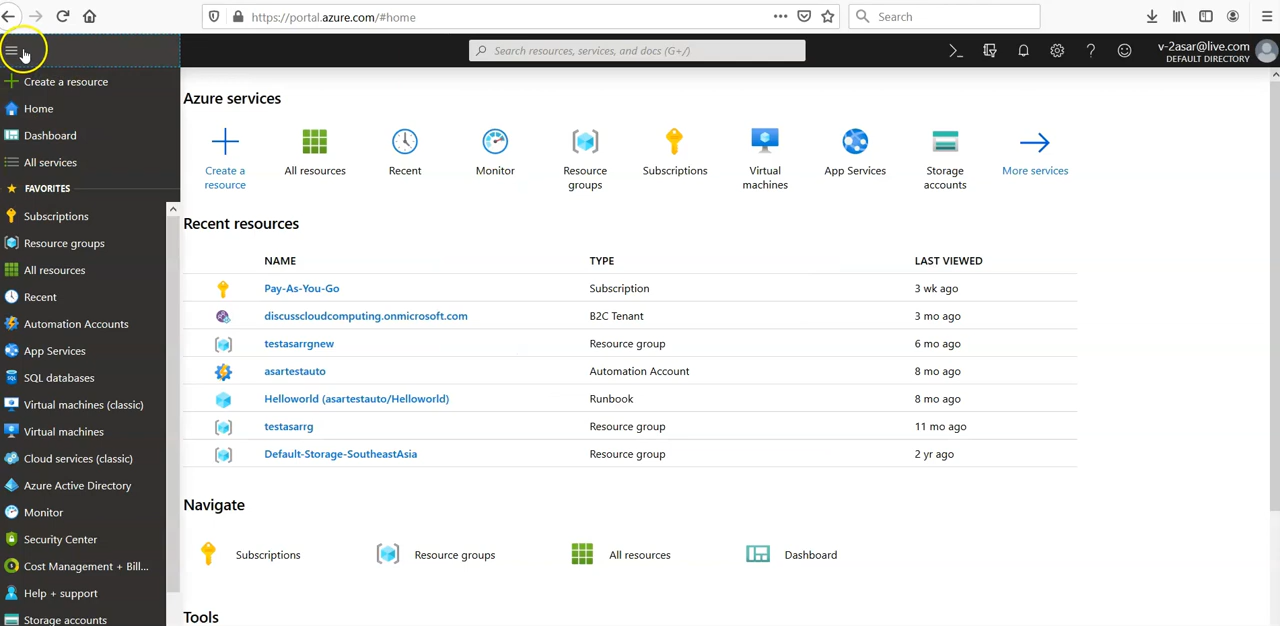 https://portal.azure.com/#home
Search
Search resources, services, and docs (G+/)
v-2asar@live.com
DEFAULT DIRECTORY
Create a resource
Home
Dashboard
All services
FAVORITES
Subscriptions
Resource groups
All resources
Recent
Automation Accounts
App Services
SQL databases
Virtual machines (classic)
Virtual machines
Cloud services (classic)
Azure Active Directory
Monitor
Security Center
Cost Management + Bill...
Help + support
Storage accounts
Azure services
Create a
resource
All resources
Recent
Monitor
Resource
groups
Subscriptions
Virtual
machines
App Services
Storage
accounts
More services
Recent resources
NAME TYPE LAST VIEWED
Pay-As-You-Go Subscription 3 wk ago
discusscloudcomputing.onmicrosoft.com B2C Tenant 3 mo ago
testasarrgnew Resource group 6 mo ago
asartestauto Automation Account 8 mo ago
Helloworld (asartestauto/Helloworld) Runbook 8 mo ago
testasarrg Resource group 11 mo ago
Default-Storage-SoutheastAsia Resource group 2 yr ago
Navigate
Subscriptions Resource groups All resources Dashboard
Tools